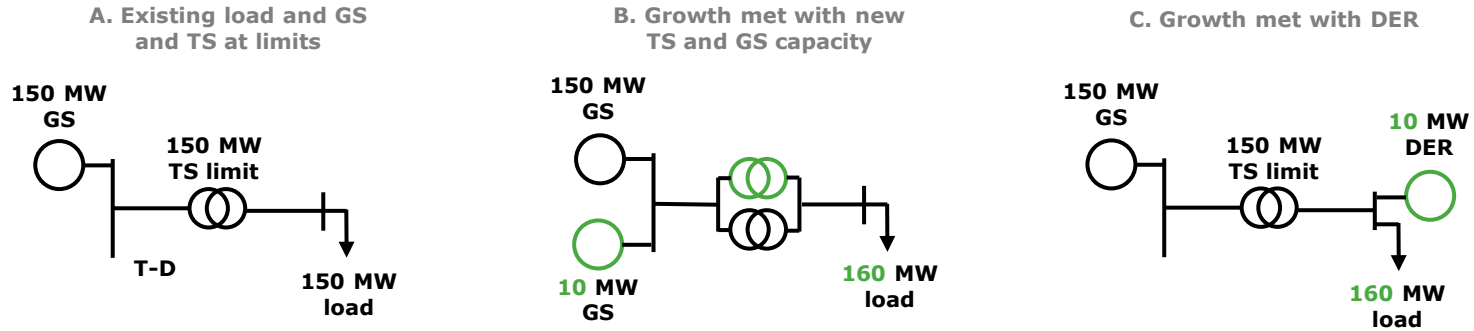 A. Existing load and GS
and TS at limits
150 MW
GS
150 MW
TS limit
T-D
150 MW
load
B. Growth met with new
TS and GS capacity
150 MW
GS
10 MW
GS
160 MW
load
C. Growth met with DER
150 MW
GS
150 MW
TS limit
10 MW
DER
160 MW
load